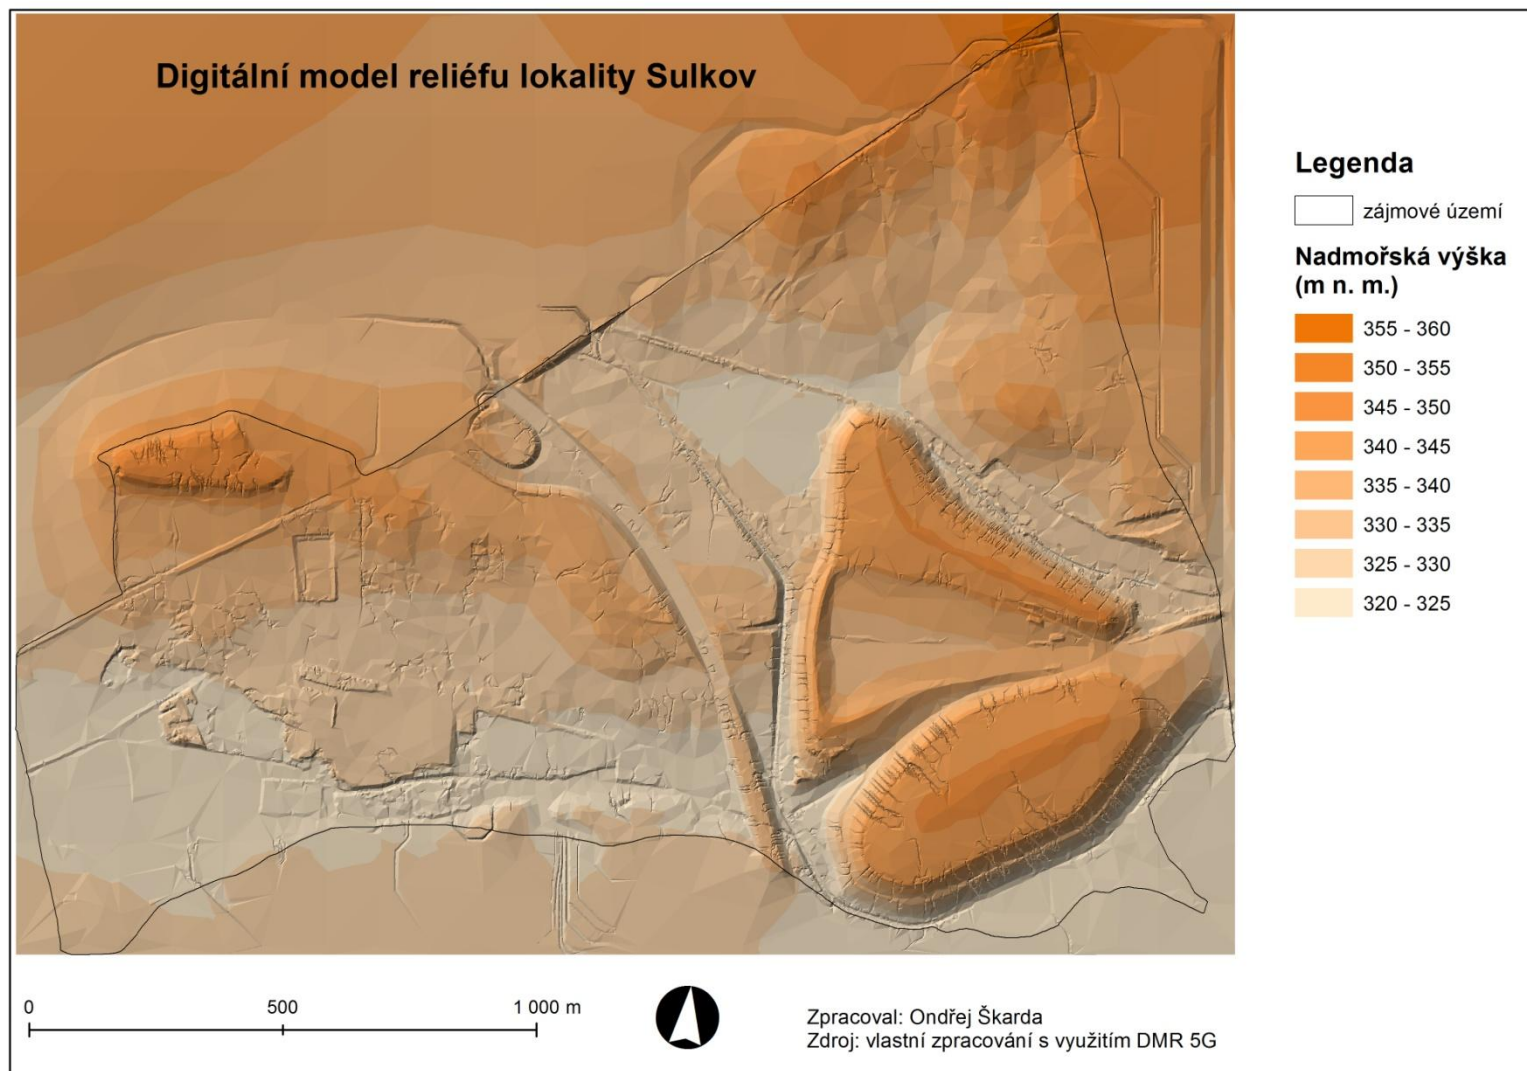 Digitální model reliéfu lokality Sulkov
Legenda
zájmové území
Nadmořská výška
(m n. m.)
355 - 360
350 - 355
345 - 350
340 - 345
335 - 340
330 - 335
325 - 330
320 - 325
0 500 1 000 m
Zpracoval: Ondřej Škarda
Zdroj: vlastní zpracování s využitím DMR 5G